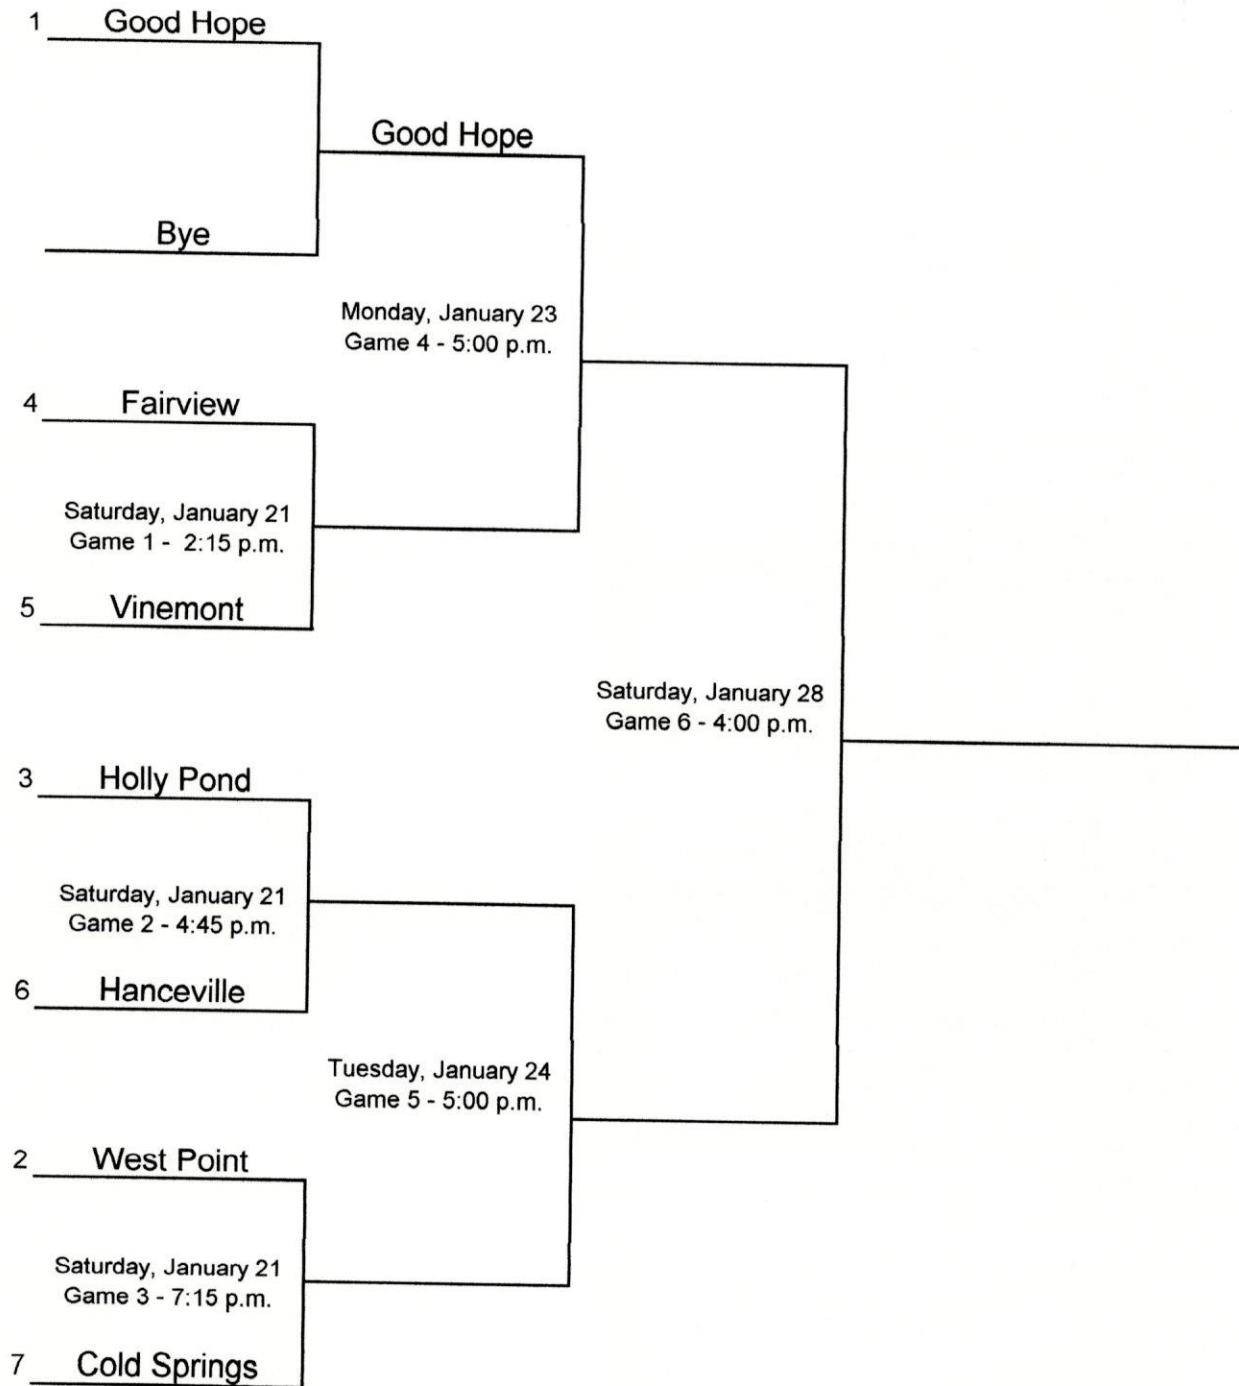 1 Good Hope
Good Hope
Bye
Monday, January 23
Game 4 - 5:00 p.m.
4 Fairview
Saturday, January 21
Game 1 - 2:15 p.m.
5 Vinemont
Saturday, January 28
Game 6 - 4:00 p.m.
3 Holly Pond
Saturday, January 21
Game 2 - 4:45 p.m.
6 Hanceville
Tuesday, January 24
Game 5 - 5:00 p.m.
2 West Point
Saturday, January 21
Game 3 - 7:15 p.m.
7 Cold Springs